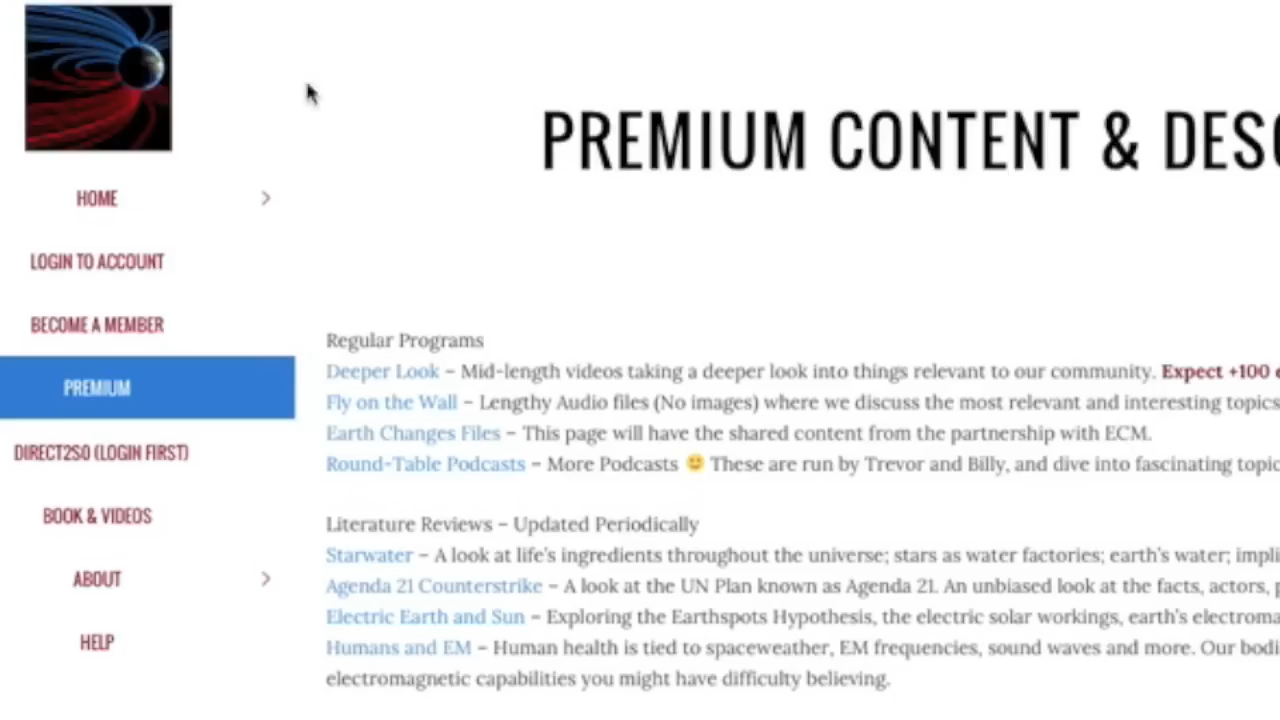 PREMIUM CONTENT &
HOME
LOGIN TO ACCOUNT
BECOME A MEMBER
PREMIUM
DIRECT2S0 (LOGIN FIRST)
BOOK & VIDEOS
ABOUT
HELP
Regular Programs
Deeper Look – Mid-length videos taking a deeper look into things relevant to our community. Expect +100
Fly on the Wall – Lengthy Audio files (No images) where we discuss the most relevant and interesting topics
Earth Changes Files – This page will have the shared content from the partnership with ECM.
Round-Table Podcasts – More Podcasts 🙂 These are run by Trevor and Billy, and dive into fascinating
Literature Reviews – Updated Periodically
Starwater – A look at life's ingredients throughout the universe; stars as water factories; earth's water;
Agenda 21 Counterstrike – A look at the UN Plan known as Agenda 21. An unbiased look at the facts, actors,
Electric Earth and Sun – Exploring the Earthspots Hypothesis, the electric solar workings, earth's
Humans and EM – Human health is tied to spaceweather, EM frequencies, sound waves and more. Our
electromagnetic capabilities you might have difficulty believing.